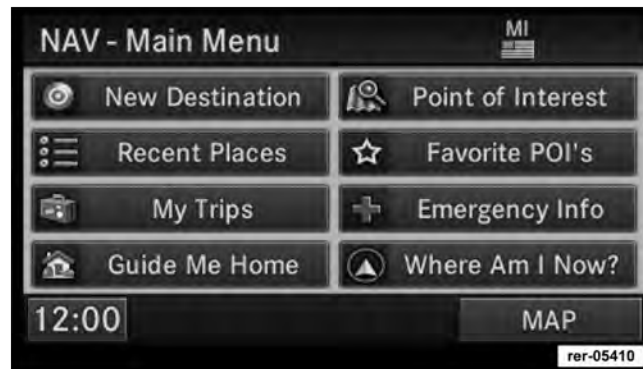 NAV - Main Menu
MI
New Destination
Point of Interest
Recent Places
Favorite POI's
My Trips
Emergency Info
Guide Me Home
Where Am I Now?
12:00
MAP
rer-05410